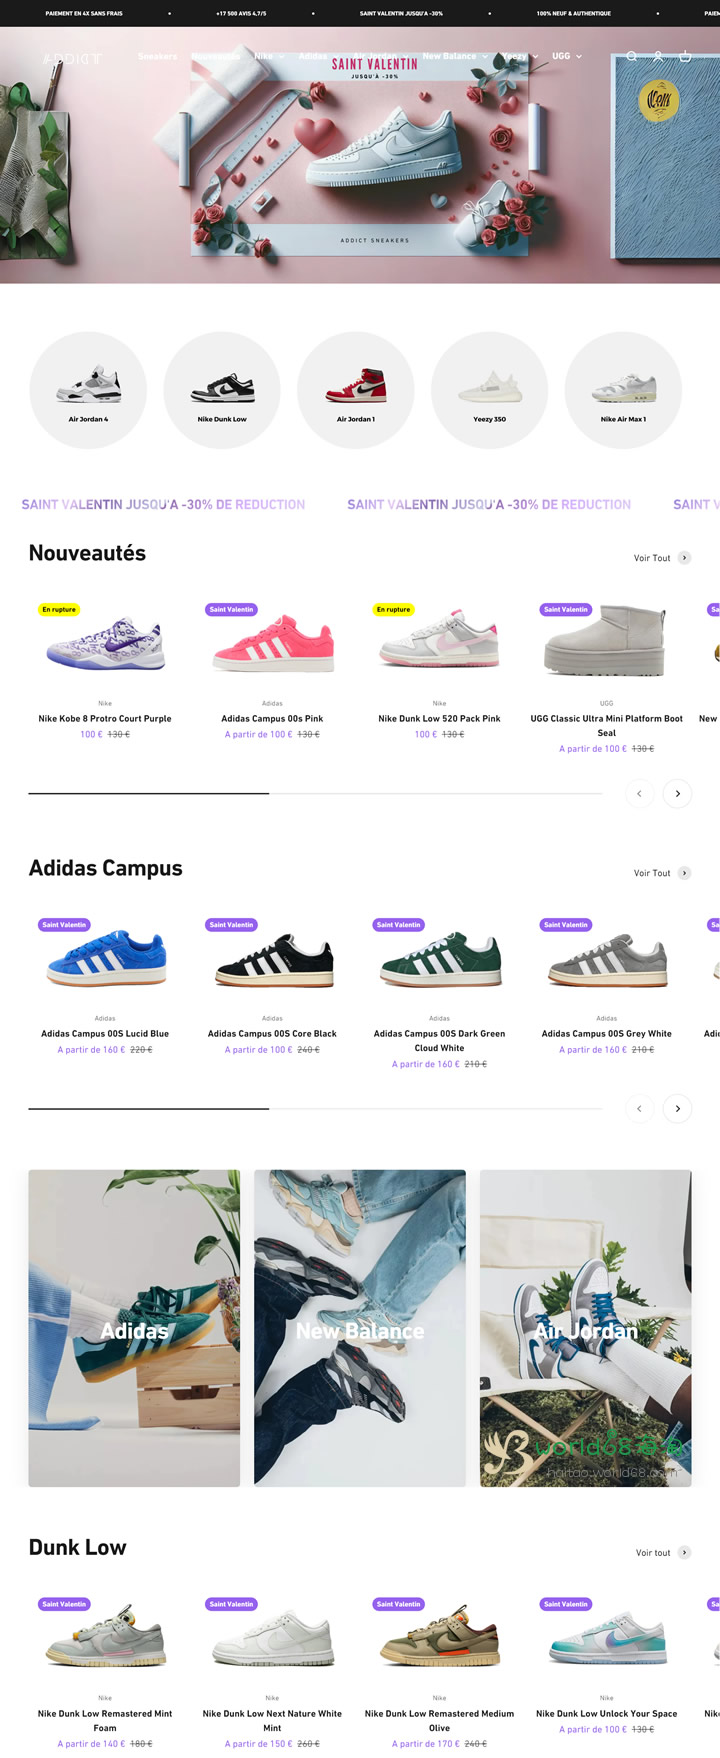 PAIEMENT EN 4X SANS FRAIS
+17 500 AVIS 4,7/5
SAINT VALENTIN JUSQU'À -30%
100% NEUF & AUTHENTIQUE
ADDICT
Sneakers
Nouveautés
Nike
Adidas
Air Jordan
New Balance
Yeezy
UGG
SAINT VALENTIN
JUSQU'À -30%
ADDICT SNEAKERS
Air Jordan 4
Nike Dunk Low
Air Jordan 1
Yeezy 350
Nike Air Max 1
SAINT VALENTIN JUSQU'A -30% DE REDUCTION
SAINT VALENTIN JUSQU'A -30% DE REDUCTION
SAINT V
Nouveautés
Voir Tout
En rupture
Saint Valentin
En rupture
Saint Valentin
Sa
Nike
Adidas
Nike
UGG
Nike Kobe 8 Protro Court Purple
Adidas Campus 00s Pink
Nike Dunk Low 520 Pack Pink
UGG Classic Ultra Mini Platform Boot
Seal
New
100 € 130 €
A partir de 100 € 130 €
100 € 130 €
A partir de 100 € 130 €
Adidas Campus
Voir Tout
Saint Valentin
Saint Valentin
Saint Valentin
Saint Valentin
Sa
Adidas
Adidas
Adidas
Adidas
Adidas Campus 00S Lucid Blue
Adidas Campus 00S Core Black
Adidas Campus 00S Dark Green
Cloud White
Adidas Campus 00S Grey White
Adi
A partir de 160 € 220 €
A partir de 100 € 240 €
A partir de 160 € 210 €
A partir de 160 € 210 €
Adidas
New Balance
Air Jordan
world68
haitao.world68.com
Dunk Low
Voir tout
Saint Valentin
Saint Valentin
Saint Valentin
Saint Valentin
Sa
Nike
Nike
Nike
Nike
Nike Dunk Low Remastered Mint
Foam
Nike Dunk Low Next Nature White
Mint
Nike Dunk Low Remastered Medium
Olive
Nike Dunk Low Unlock Your Space
Nik
A partir de 140 € 180 €
A partir de 150 € 260 €
A partir de 170 € 240 €
A partir de 100 € 130 €